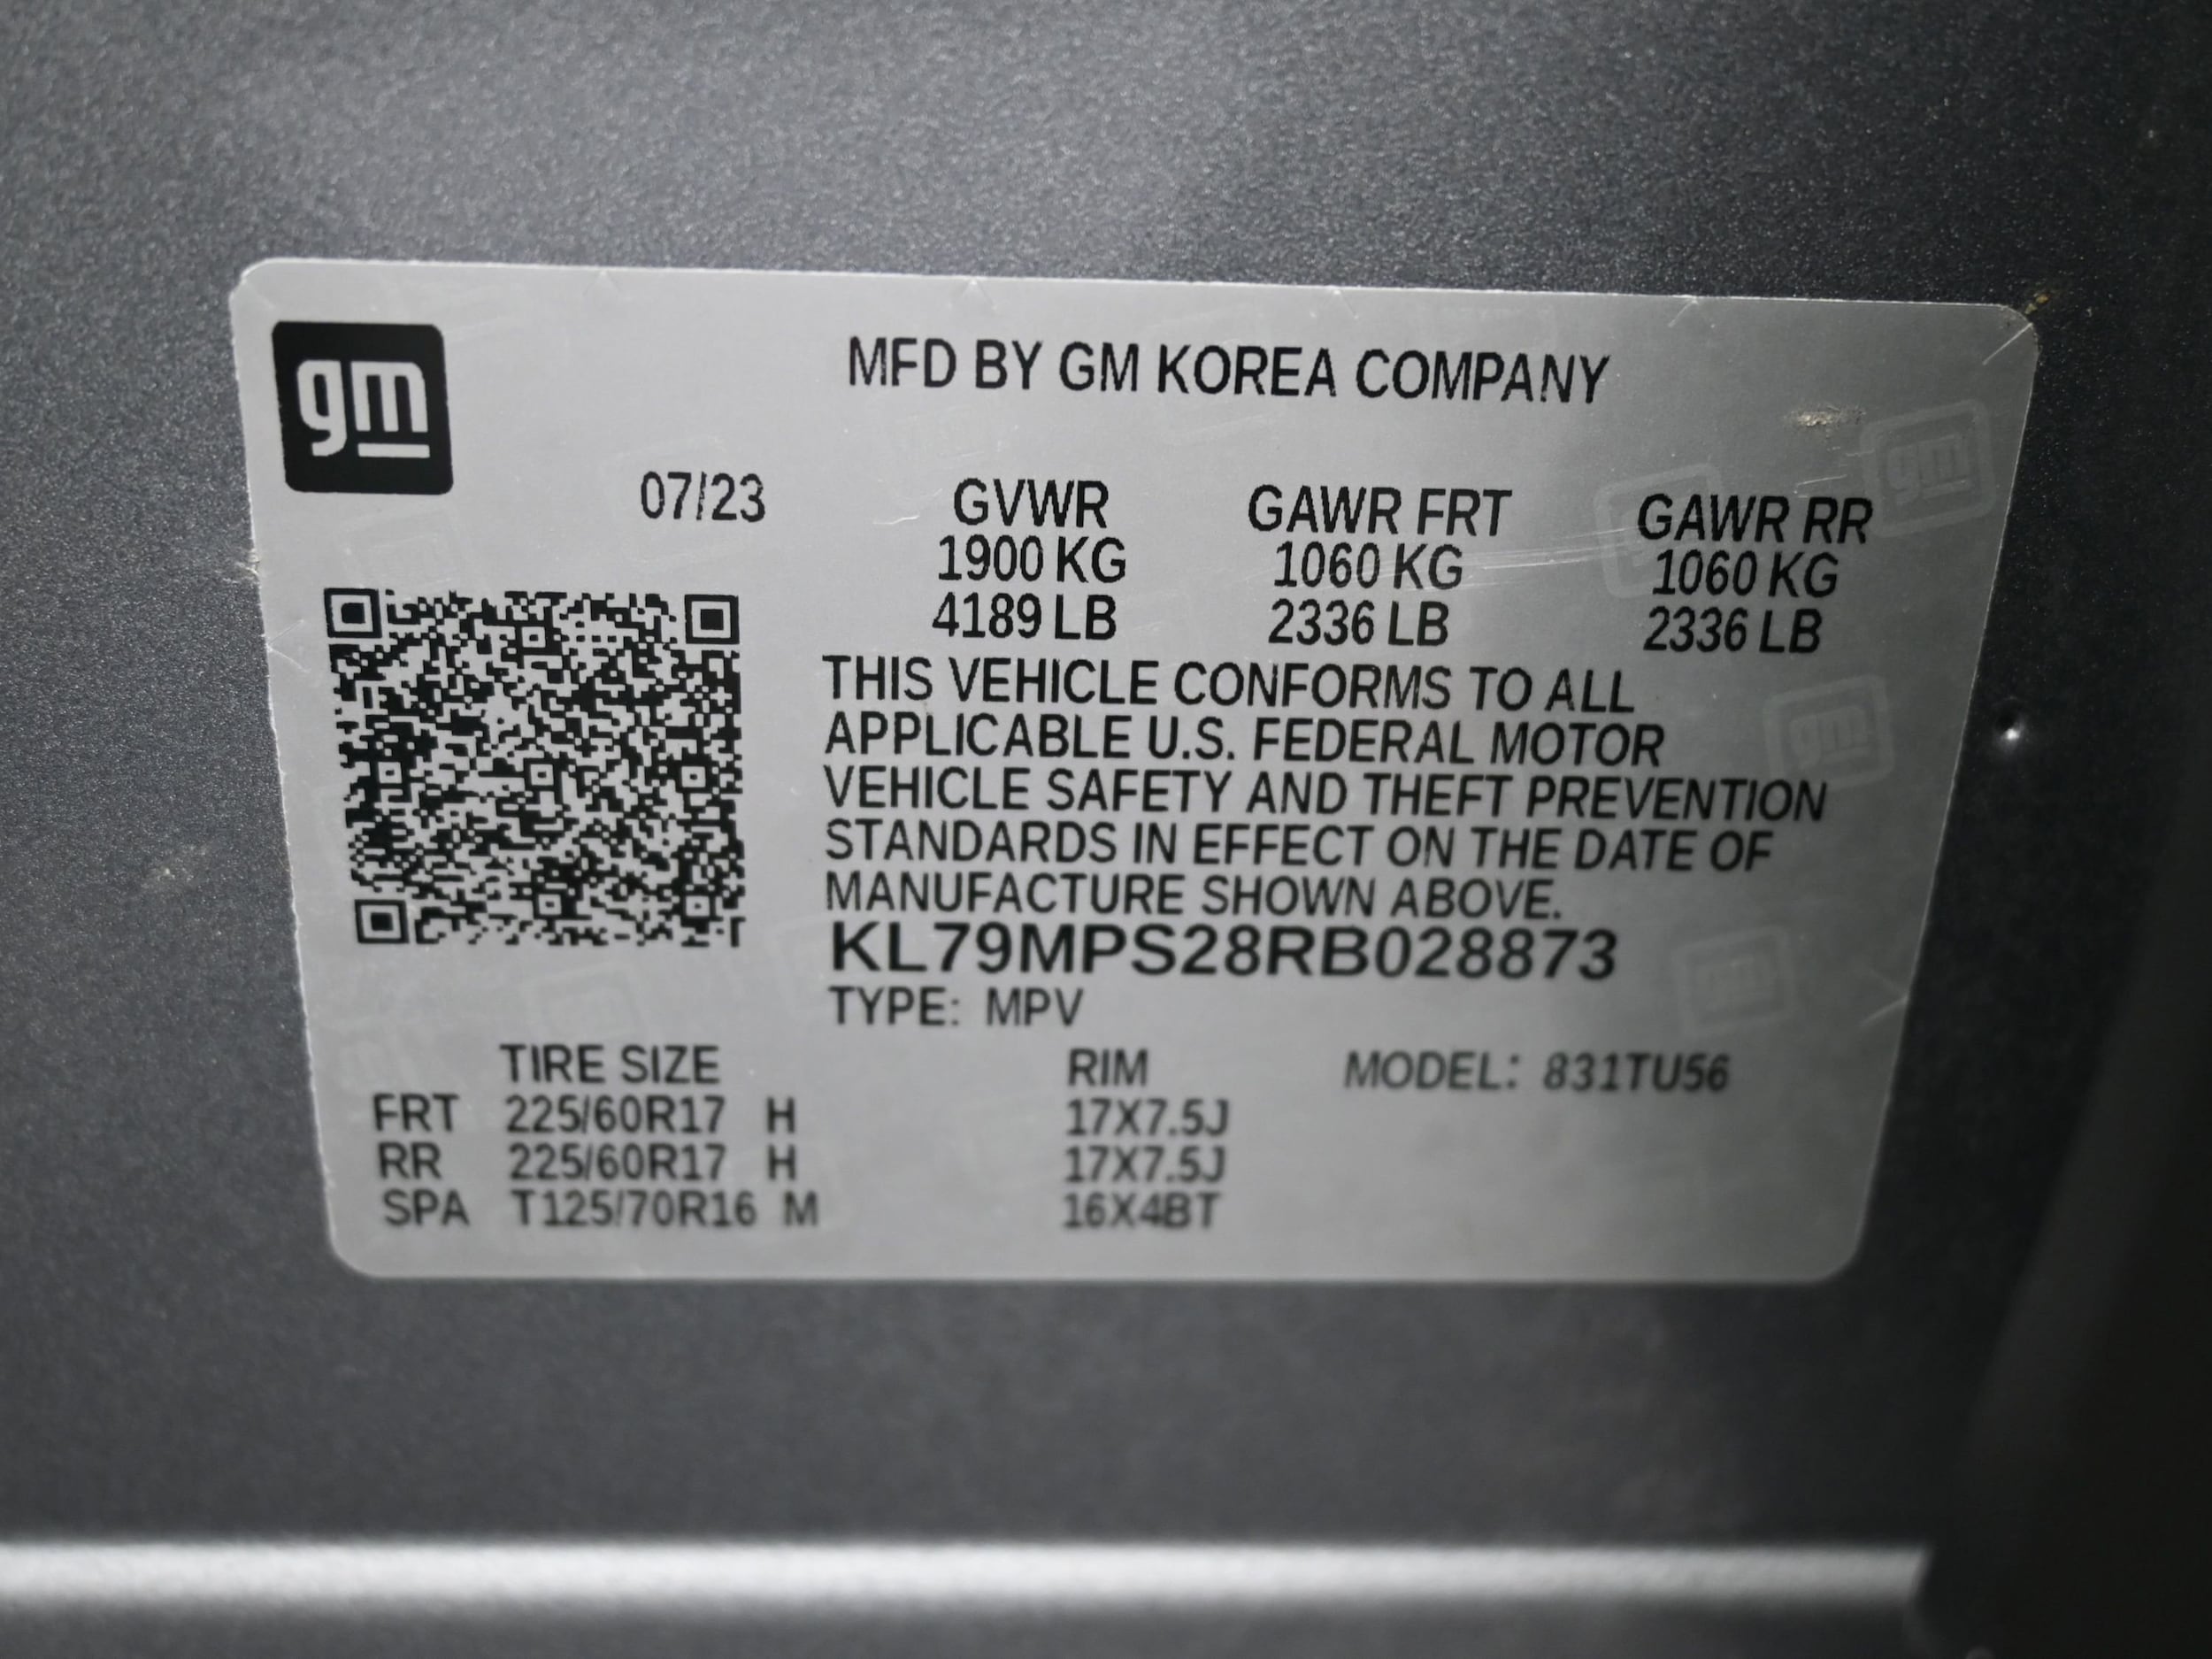 gm
MFD BY GM KOREA COMPANY
07/23 GVWR GAWR FRT GAWR RR
1900 KG 1060 KG 1060 KG
4189 LB 2336 LB 2336 LB
THIS VEHICLE CONFORMS TO ALL
APPLICABLE U.S. FEDERAL MOTOR
VEHICLE SAFETY AND THEFT PREVENTION
STANDARDS IN EFFECT ON THE DATE OF
MANUFACTURE SHOWN ABOVE.
KL79MPS28RB028873
TYPE: MPV
TIRE SIZE RIM MODEL: 831TU56
FRT 225/60R17 H 17X7.5J
RR 225/60R17 H 17X7.5J
SPA T125/70R16 M 16X4BT